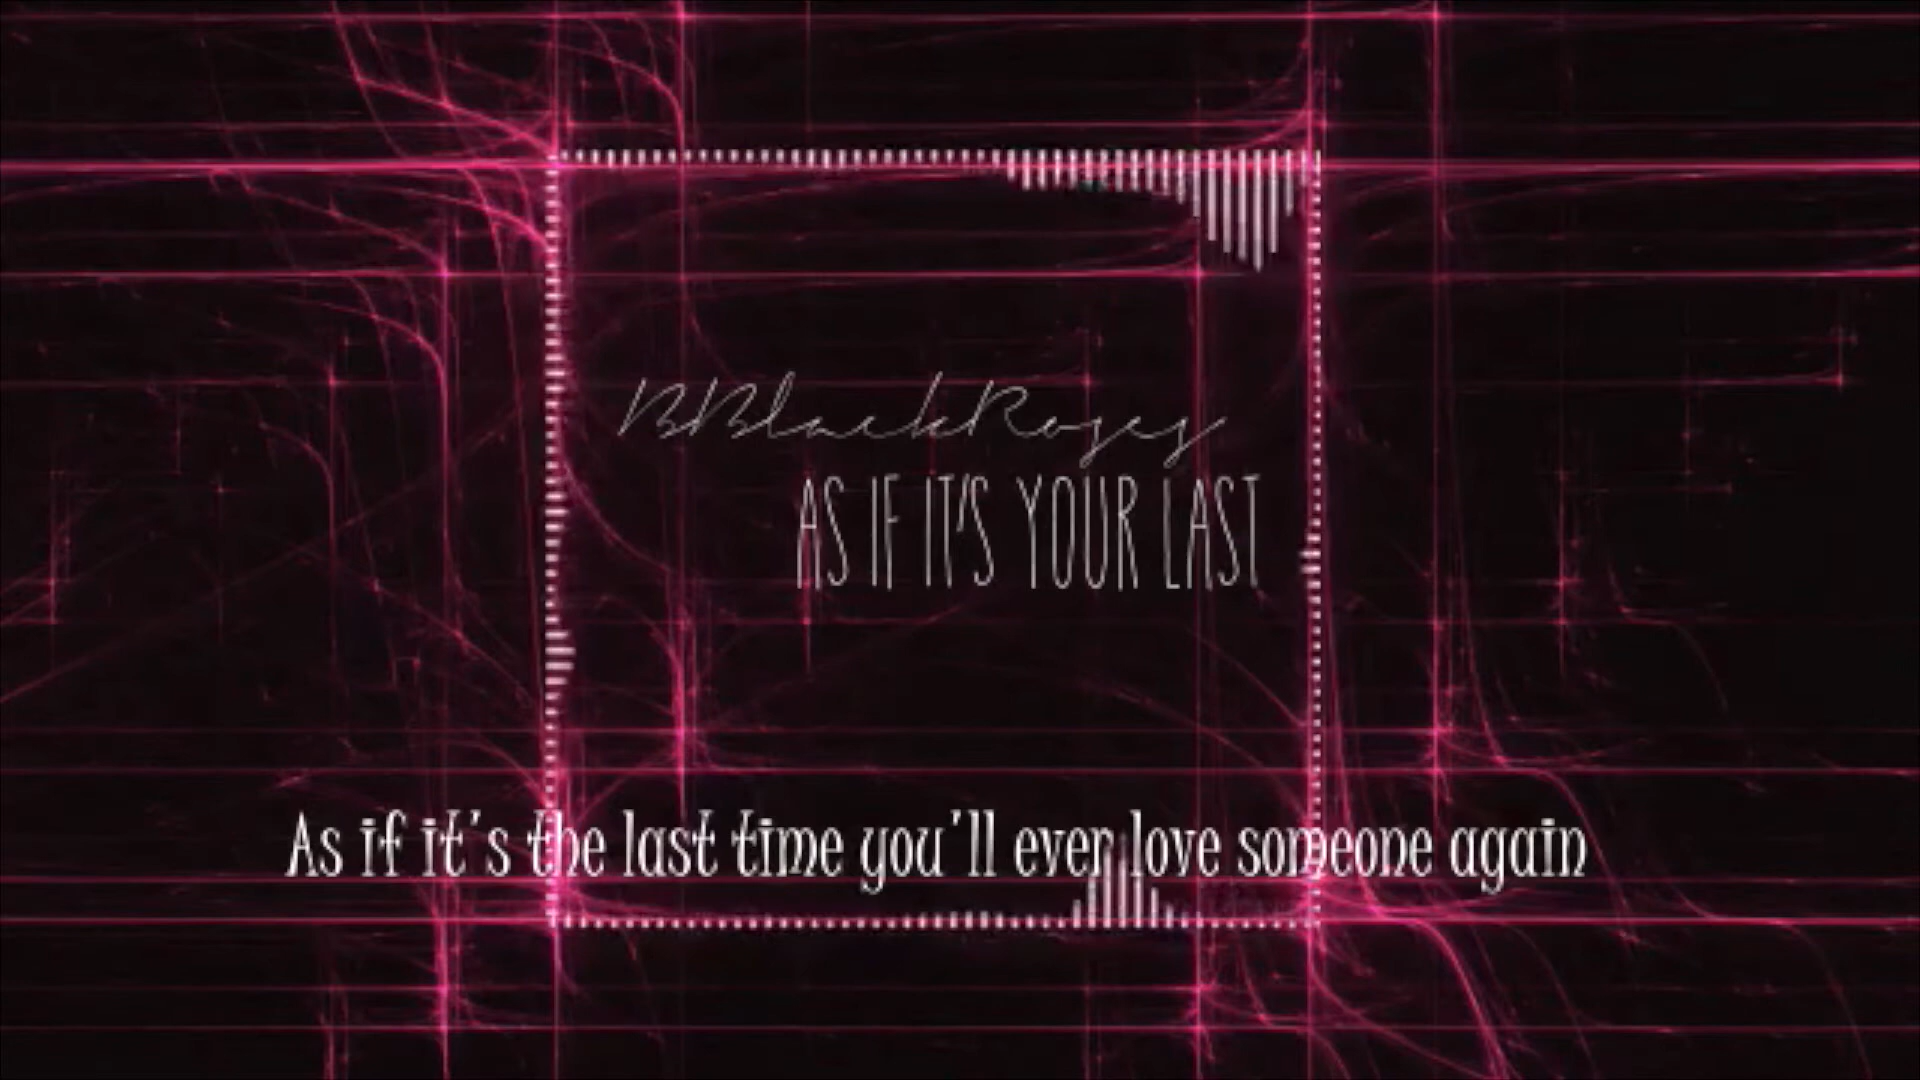 BBlackRoses
AS IF IT'S YOUR LAST
As if it's the last time you'll ever love someone again